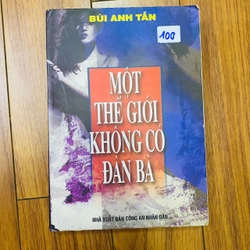 BÙI ANH TẤN
100
MỘT
THẾ GIỚI
KHÔNG CÓ
ĐÀN BÀ
NHÀ XUẤT BẢN CÔNG AN NHÂN DÂN